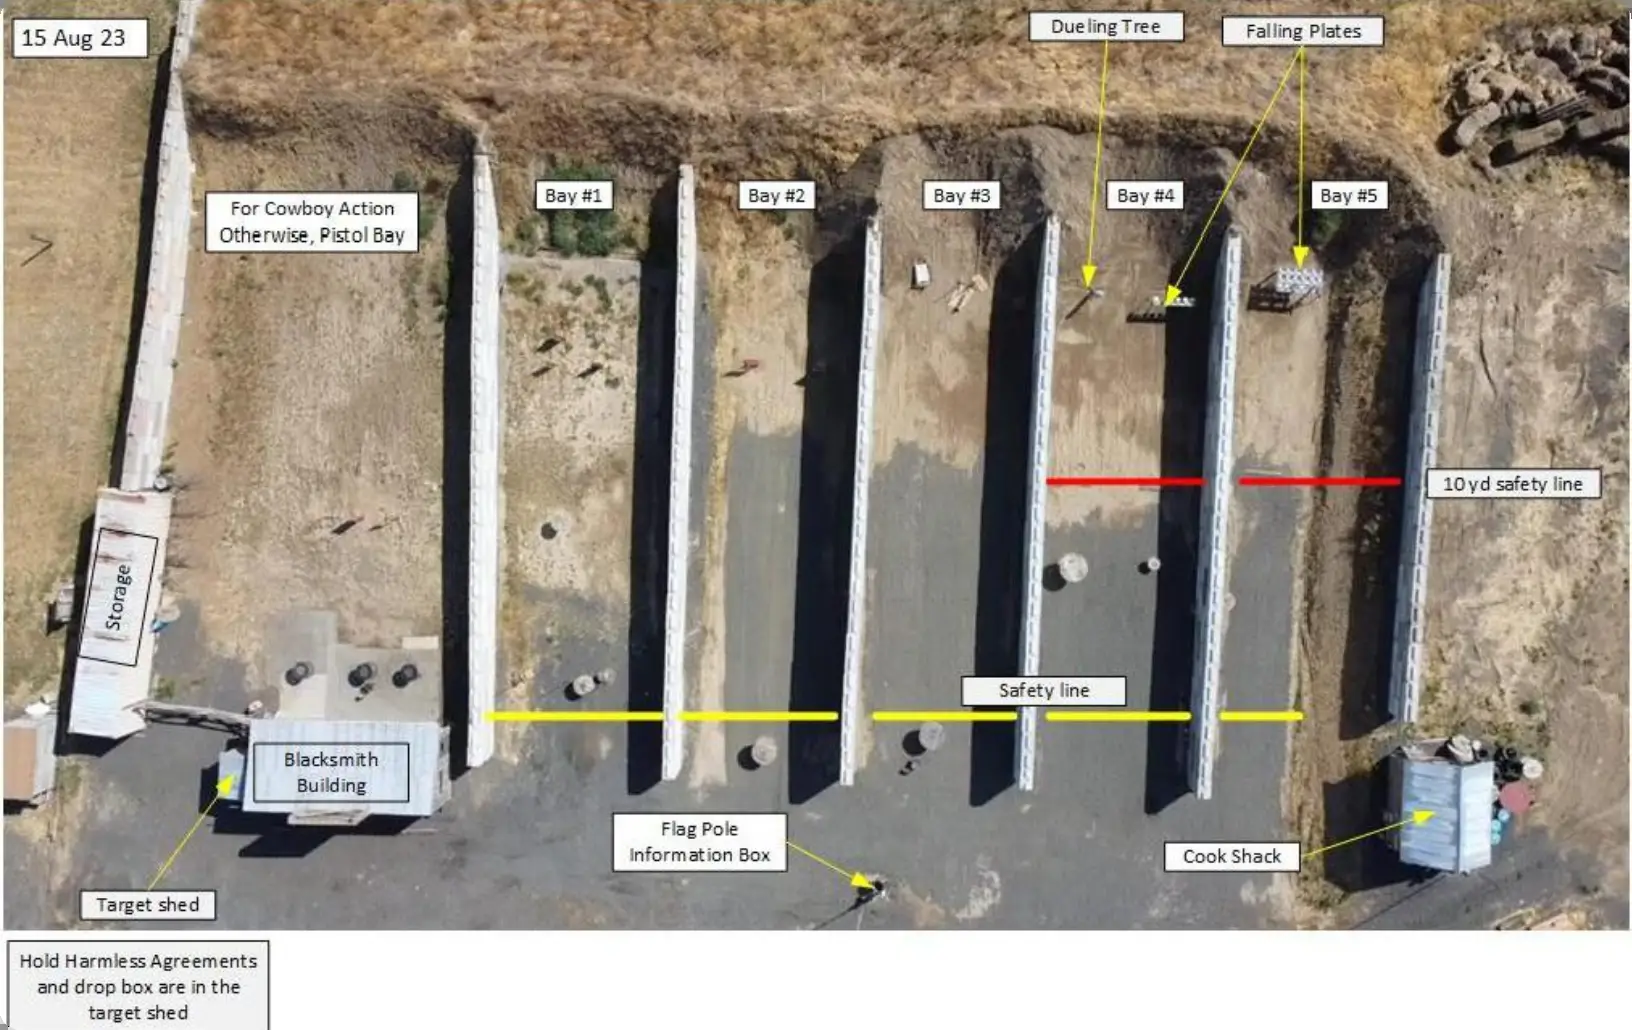 15 Aug 23
Dueling Tree
Falling Plates
For Cowboy Action
Otherwise, Pistol Bay
Bay #1
Bay #2
Bay #3
Bay #4
Bay #5
10 yd safety line
Storage
Safety line
Blacksmith
Building
Flag Pole
Information Box
Cook Shack
Target shed
Hold Harmless Agreements
and drop box are in the
target shed